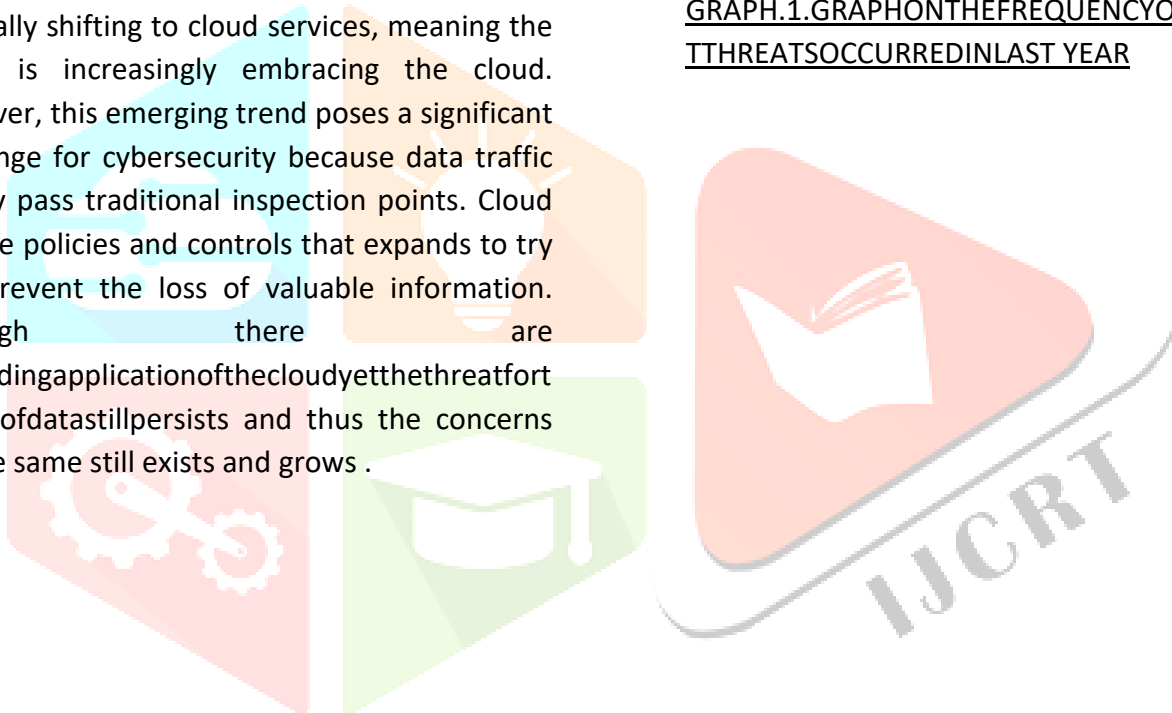 ally shifting to cloud services, meaning the
is increasingly embracing the cloud.
ver, this emerging trend poses a significant
nge for cybersecurity because data traffic
y pass traditional inspection points. Cloud
e policies and controls that expands to try
revent the loss of valuable information.
gh there are
dingapplicationofthecloudyetthethreatfort
ofdatastillpersists and thus the concerns
e same still exists and grows .
GRAPH.1.GRAPHONTHEFREQUENCYO
TTHREATSOCCURREDINLAST YEAR
IJCRT